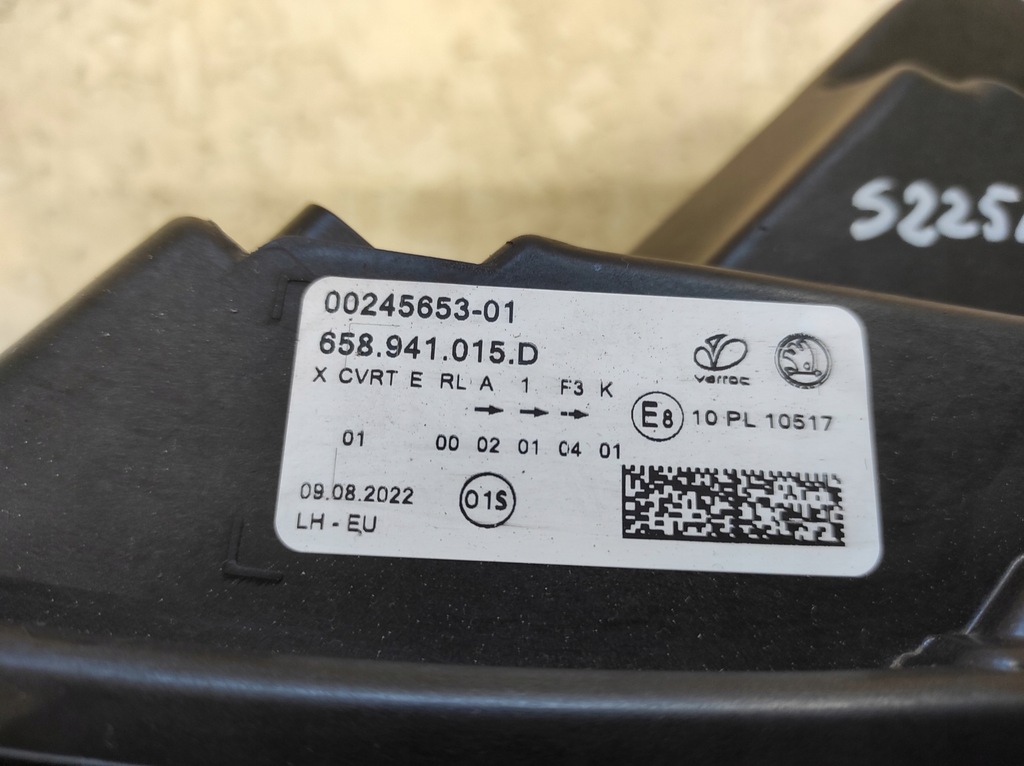 S225
00245653-01
658.941.015.D
varroc
X CVRT E RL A 1 F3 K
E8 10 PL 10517
01 00 02 01 04 01
09.08.2022 01S
LH - EU